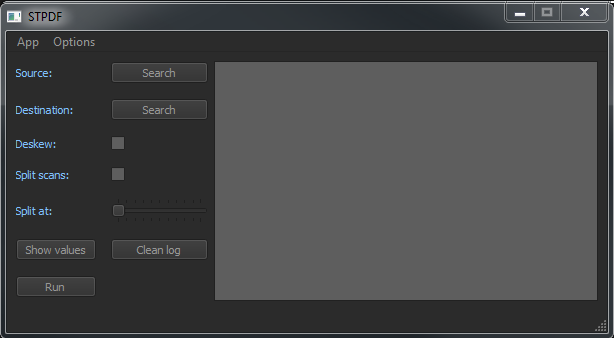 STPDF
App Options
Source: Search
Destination: Search
Deskew:
Split scans:
Split at:
Show values Clean log
Run